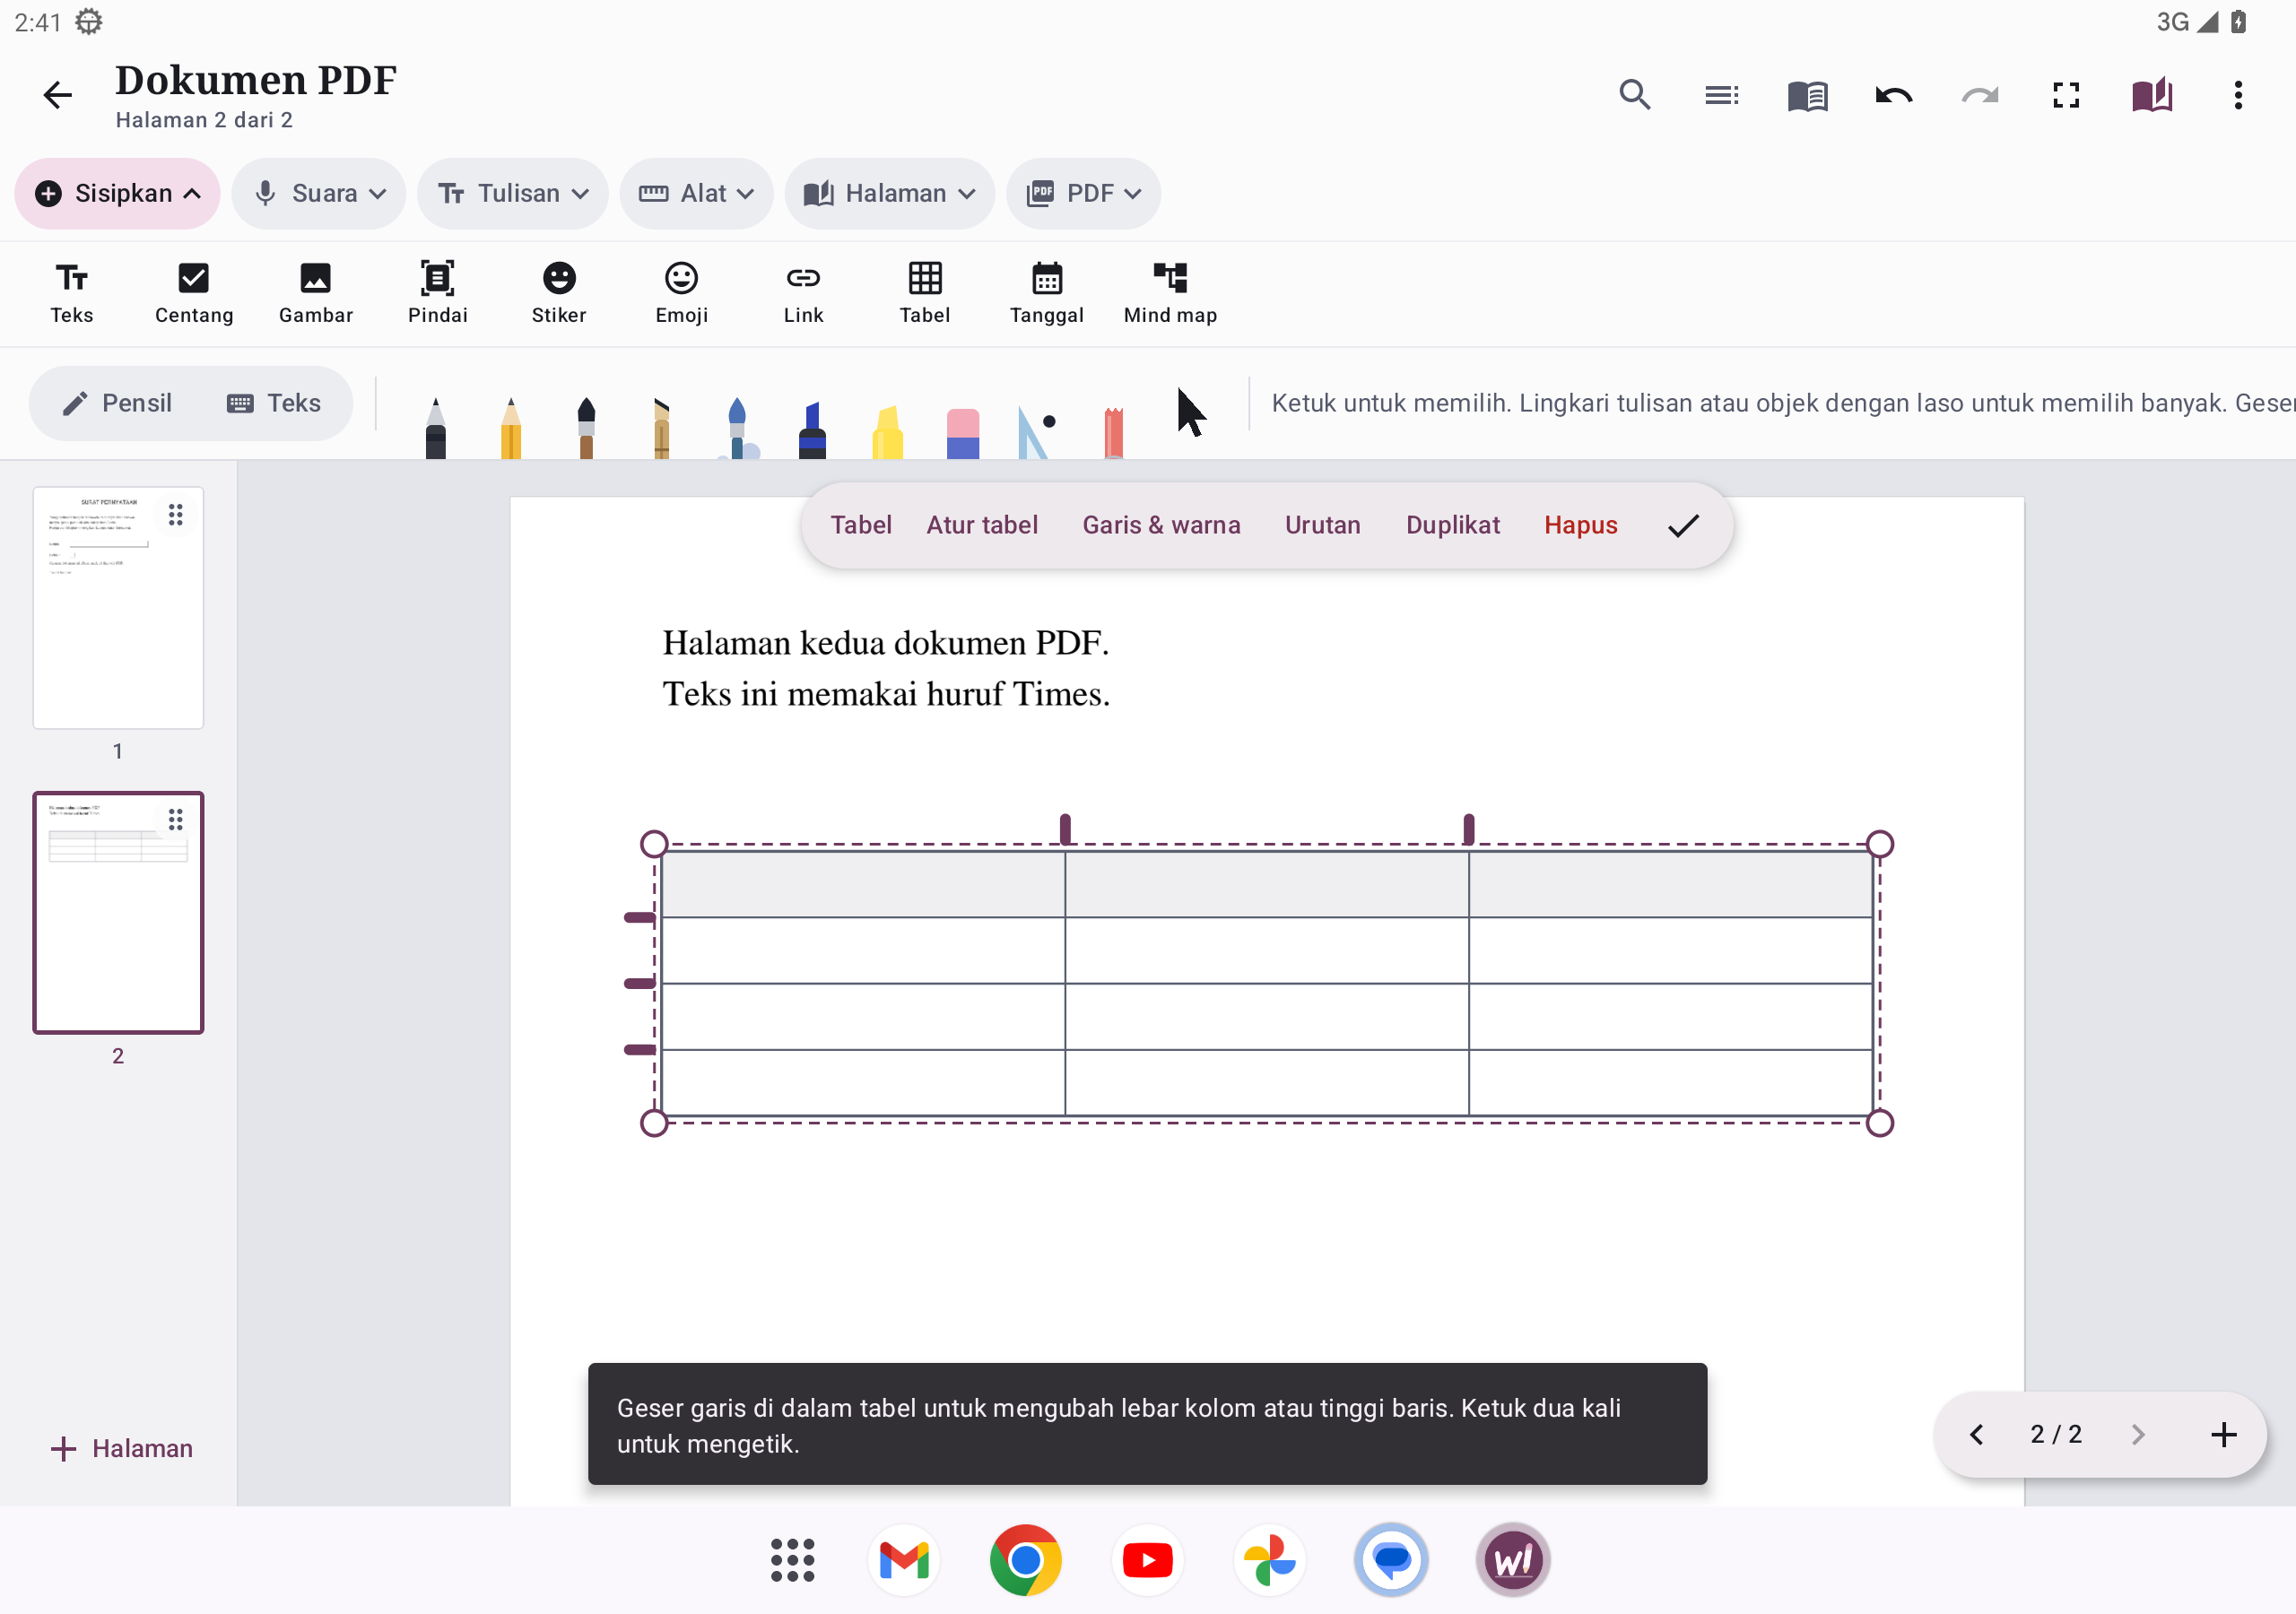 2:41
3G
Dokumen PDF
Halaman 2 dari 2
Sisipkan
Suara
Tulisan
Alat
Halaman
PDF
Teks
Centang
Gambar
Pindai
Stiker
Emoji
Link
Tabel
Tanggal
Mind map
Pensil
Teks
Ketuk untuk memilih. Lingkari tulisan atau objek dengan laso untuk memilih banyak.
Tabel
Atur tabel
Garis & warna
Urutan
Duplikat
Hapus
SURAT PERNYATAAN
1
2
Halaman kedua dokumen PDF.
Teks ini memakai huruf Times.
Geser garis di dalam tabel untuk mengubah lebar kolom atau tinggi baris. Ketuk dua kali
untuk mengetik.
Halaman
2 / 2